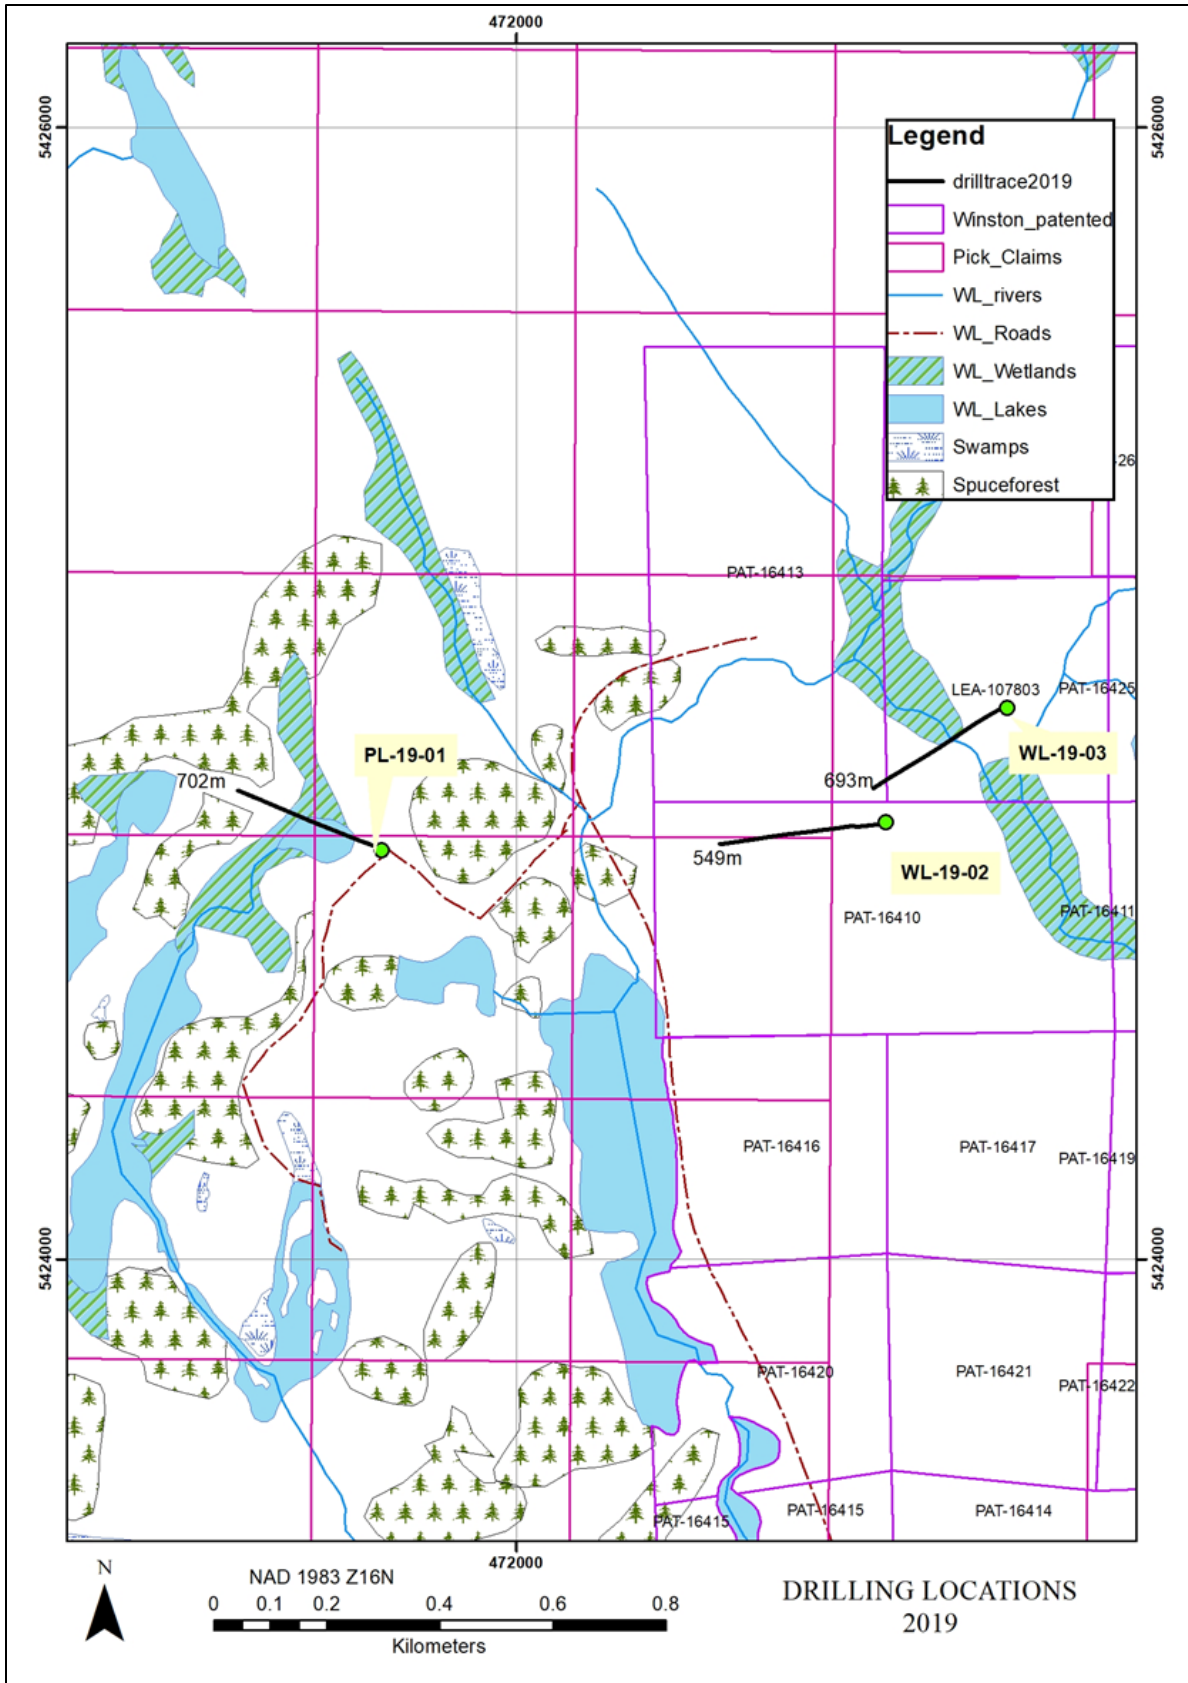 472000
5426000
5426000
Legend
drilltrace2019
Winston_patented
Pick_Claims
WL_rivers
WL_Roads
WL_Wetlands
WL_Lakes
Swamps
Spuceforest
26
PAT-16413
LEA-107803
PAT-16425
PL-19-01
WL-19-03
702m
693m
549m
WL-19-02
PAT-16410
PAT-16411
PAT-16416
PAT-16417
PAT-16419
5424000
5424000
PAT-16420
PAT-16421
PAT-16422
PAT-16415
PAT-16415
PAT-16414
472000
N
NAD 1983 Z16N
0 0.1 0.2 0.4 0.6 0.8
Kilometers
DRILLING LOCATIONS
2019